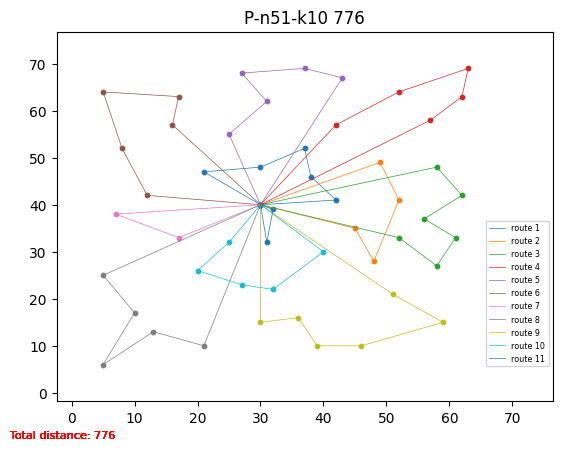 P-n51-k10 776
70
60
50
40
30
20
10
0
0 10 20 30 40 50 60 70
route 1
route 2
route 3
route 4
route 5
route 6
route 7
route 8
route 9
route 10
route 11
Total distance: 776